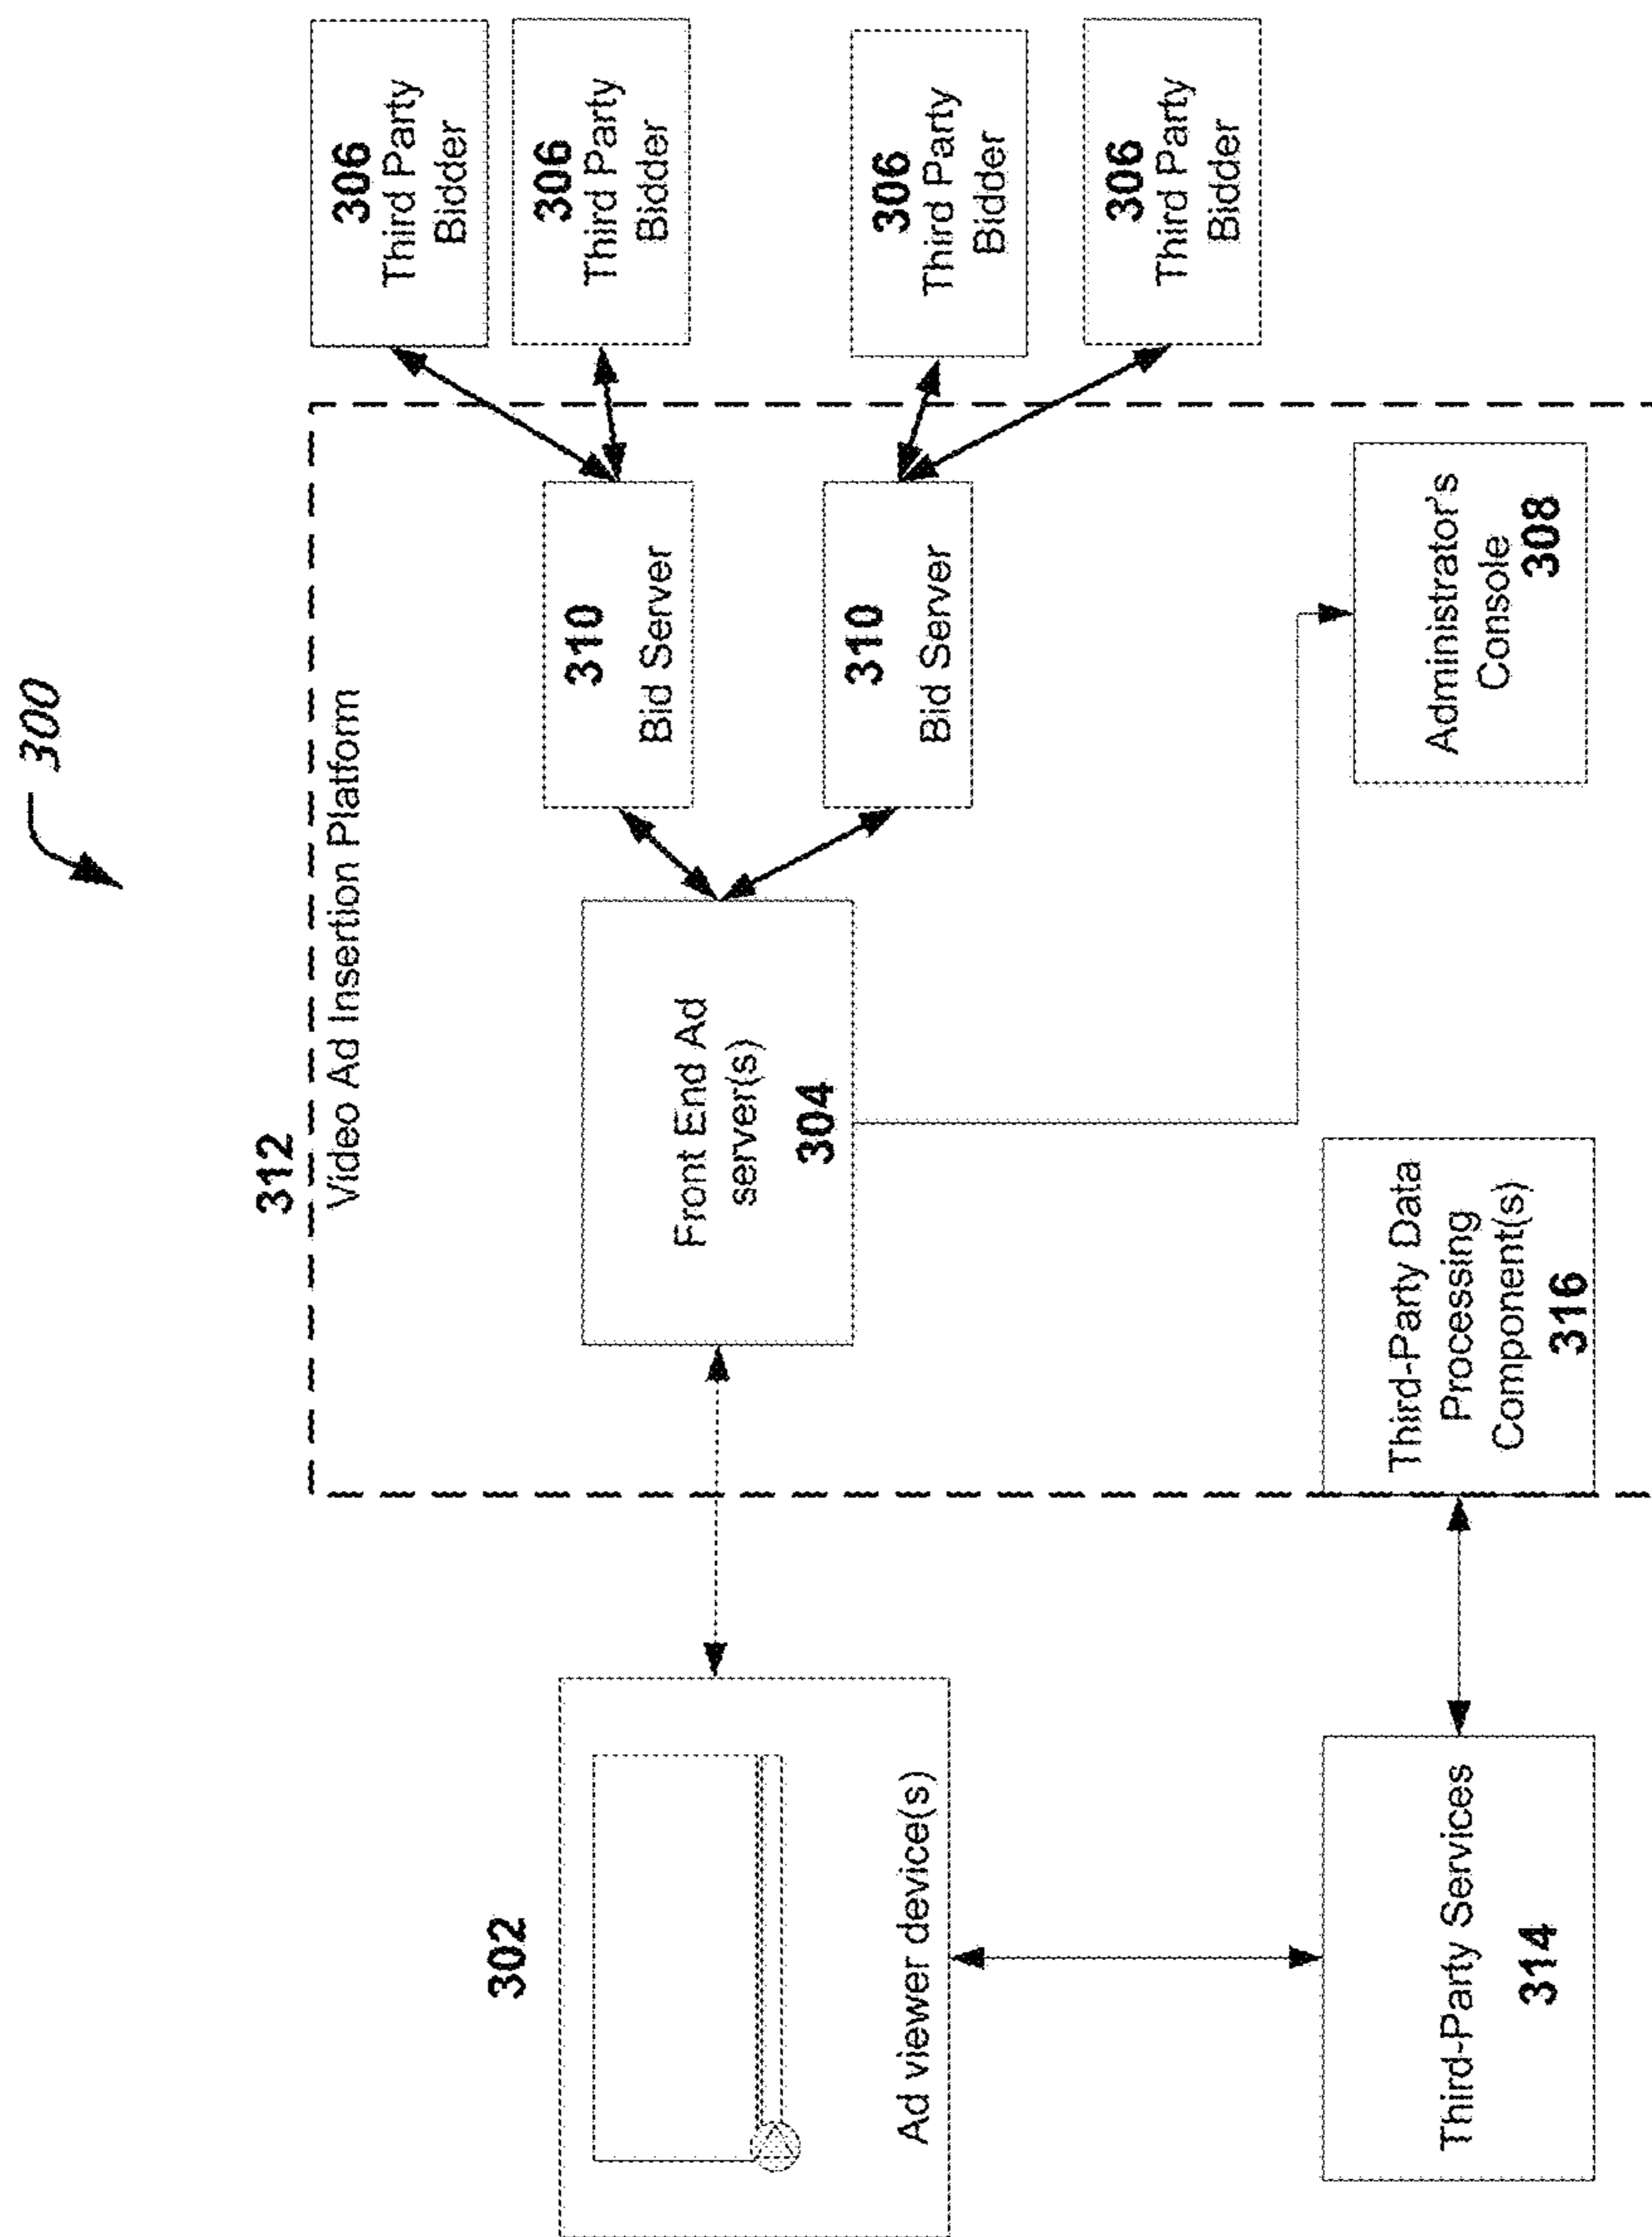 300
312
Video Ad Insertion Platform
302
Ad viewer device(s)
Front End Ad
server(s)
304
310
Bid Server
310
Bid Server
306
Third Party
Bidder
306
Third Party
Bidder
306
Third Party
Bidder
306
Third Party
Bidder
Third-Party Services
314
Third-Party Data
Processing
Component(s)
316
Administrator's
Console
308